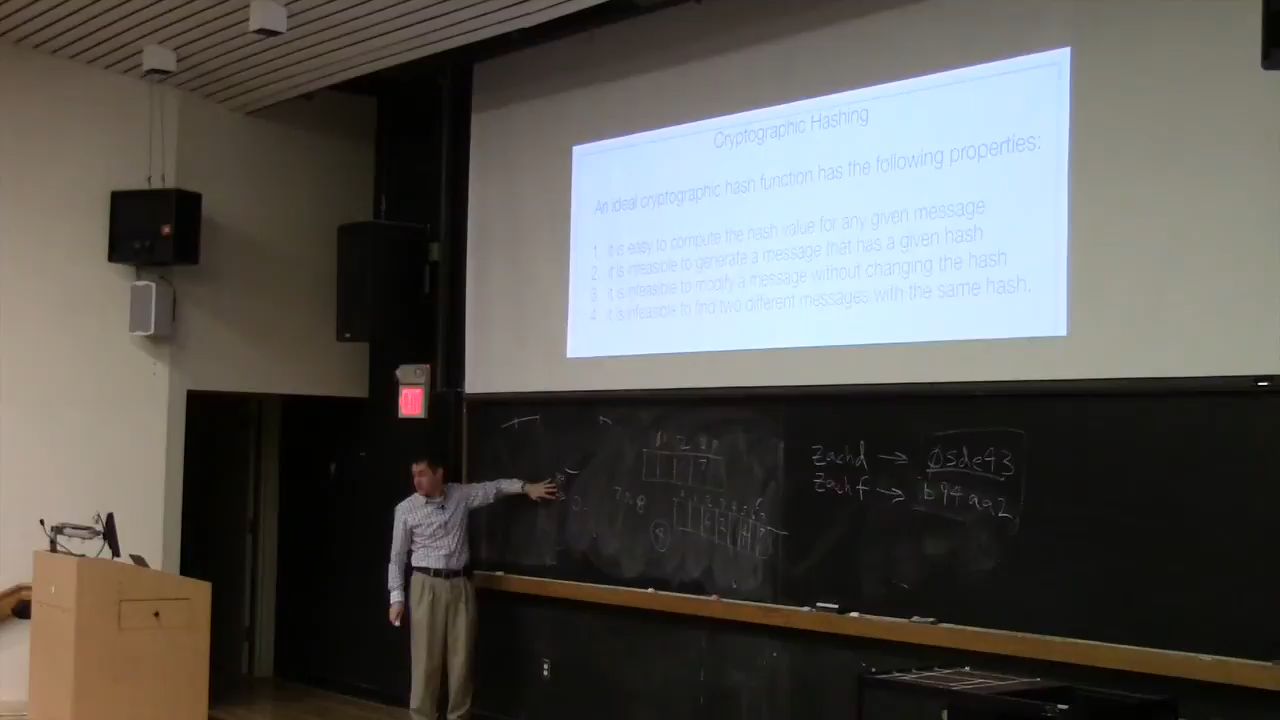 Cryptographic Hashing
An ideal cryptographic hash function has the following properties:
1. it is easy to compute the hash value for any given message
2. it is infeasible to generate a message that has a given hash
3. it is infeasible to modify a message without changing the hash
4. it is infeasible to find two different messages with the same hash.
EXIT
zachd → 05de43
zachf → b94aa2